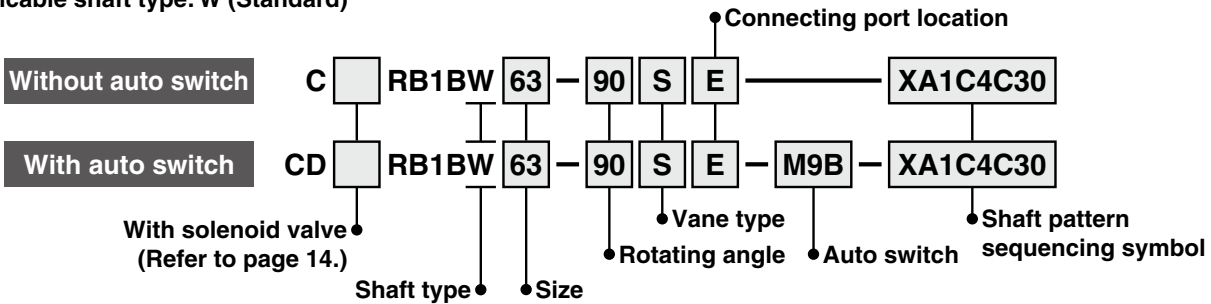 Connecting port location
Without auto switch C RB1BW 63 – 90 S E — XA1C4C30
With auto switch CD RB1BW 63 – 90 S E – M9B – XA1C4C30
With solenoid valve
(Refer to page 14.)
Vane type
Rotating angle
Auto switch
Shaft pattern
sequencing symbol
Shaft type
Size
shaft type: W (Standard)